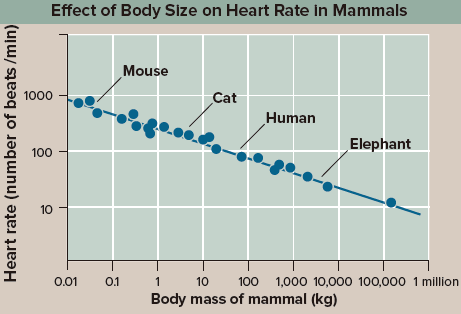 Effect of Body Size on Heart Rate in Mammals
Heart rate (number of beats /min)
1000
100
10
Mouse
Cat
Human
Elephant
0.01 0.1 1 10 100 1,000 10,000 100,000 1 million
Body mass of mammal (kg)